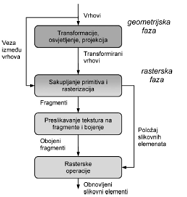 Vrhovi
geometrijska
faza
Transformacije,
osvjetljenje, projekcija
Veza
između
vrhova
Transformirani
vrhovi
rasterska
faza
Sakupljanje primitiva i
rasterizacija
Fragmenti
Preslikavanje tekstura na
fragmente i bojenje
Položaj
slikovnih
elemenata
Obojeni
fragmenti
Rasterske
operacije
Obnovljeni
slikovni elementi